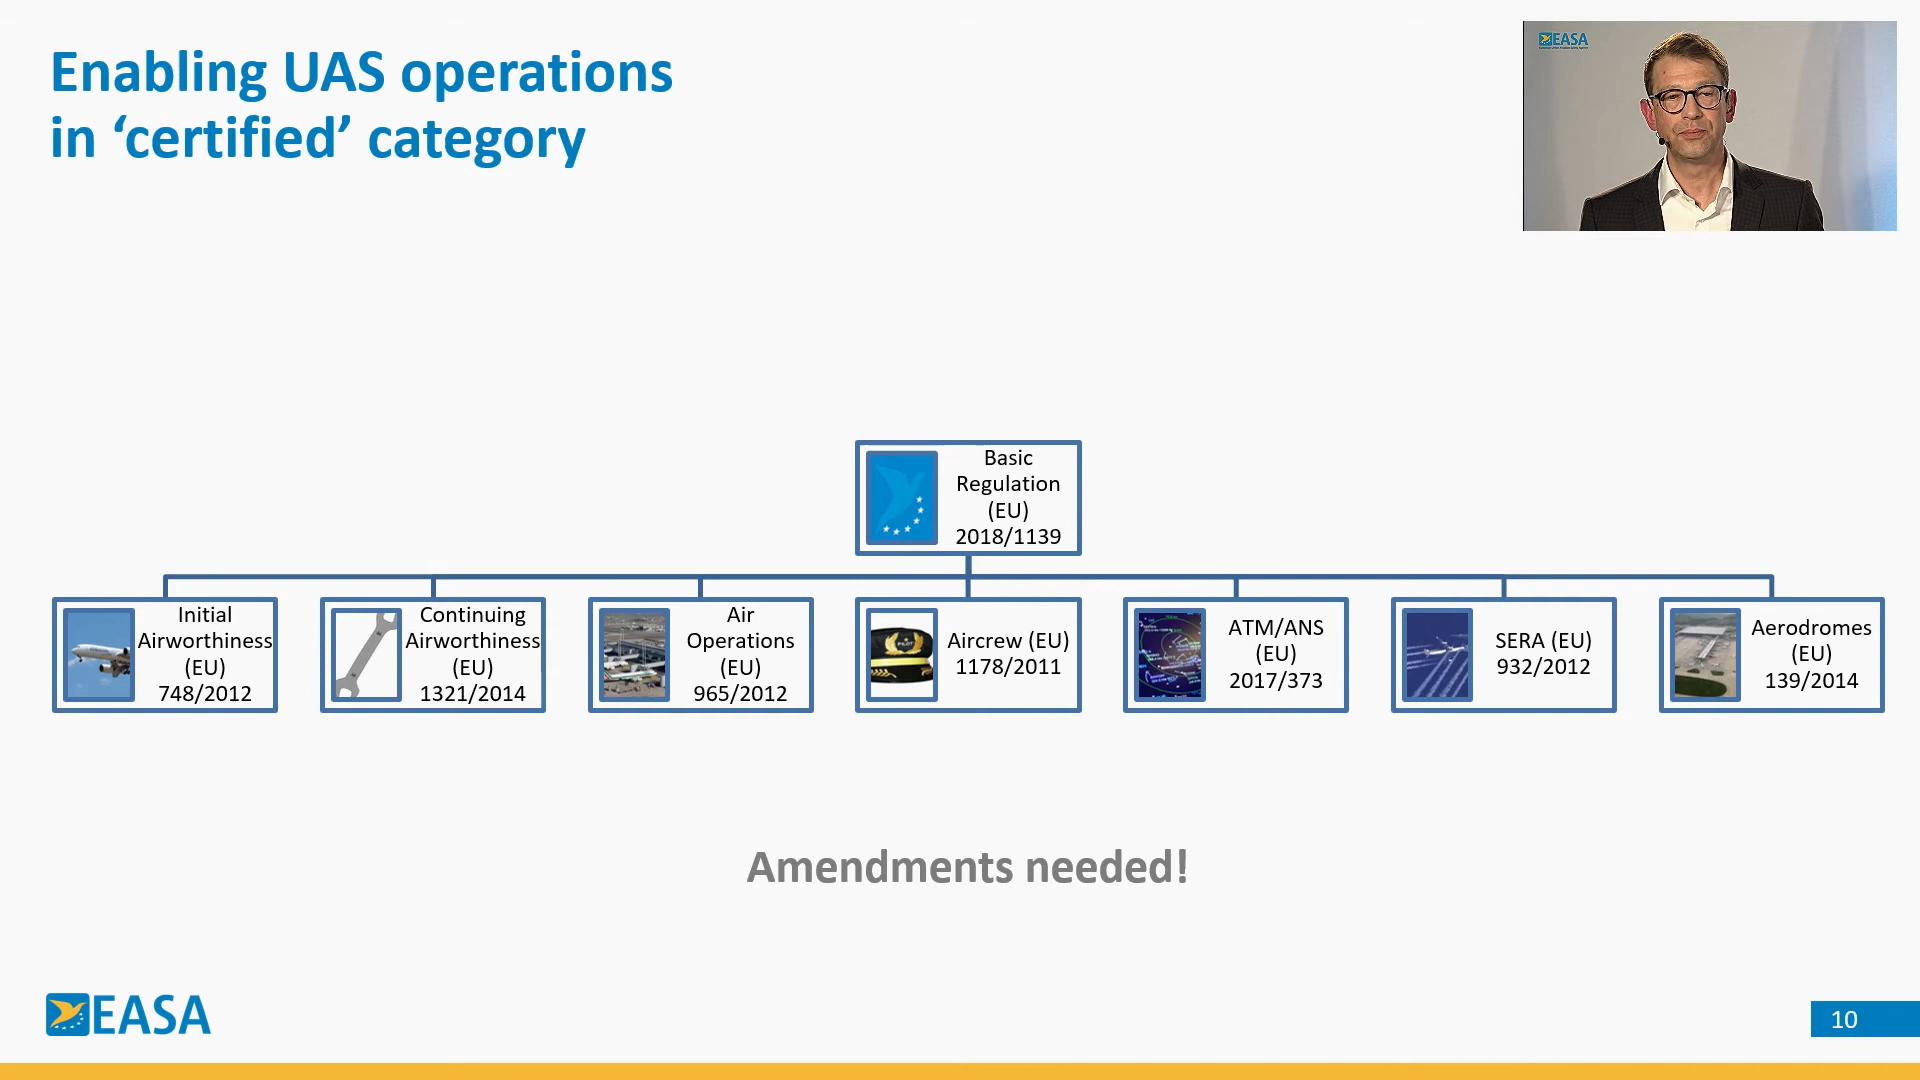 Enabling UAS operations
in ‘certified’ category
EASA
Basic
Regulation
(EU)
2018/1139
Initial
Airworthiness
(EU)
748/2012
Continuing
Airworthiness
(EU)
1321/2014
Air
Operations
(EU)
965/2012
Aircrew (EU)
1178/2011
ATM/ANS
(EU)
2017/373
SERA (EU)
932/2012
Aerodromes
(EU)
139/2014
Amendments needed!
EASA
10